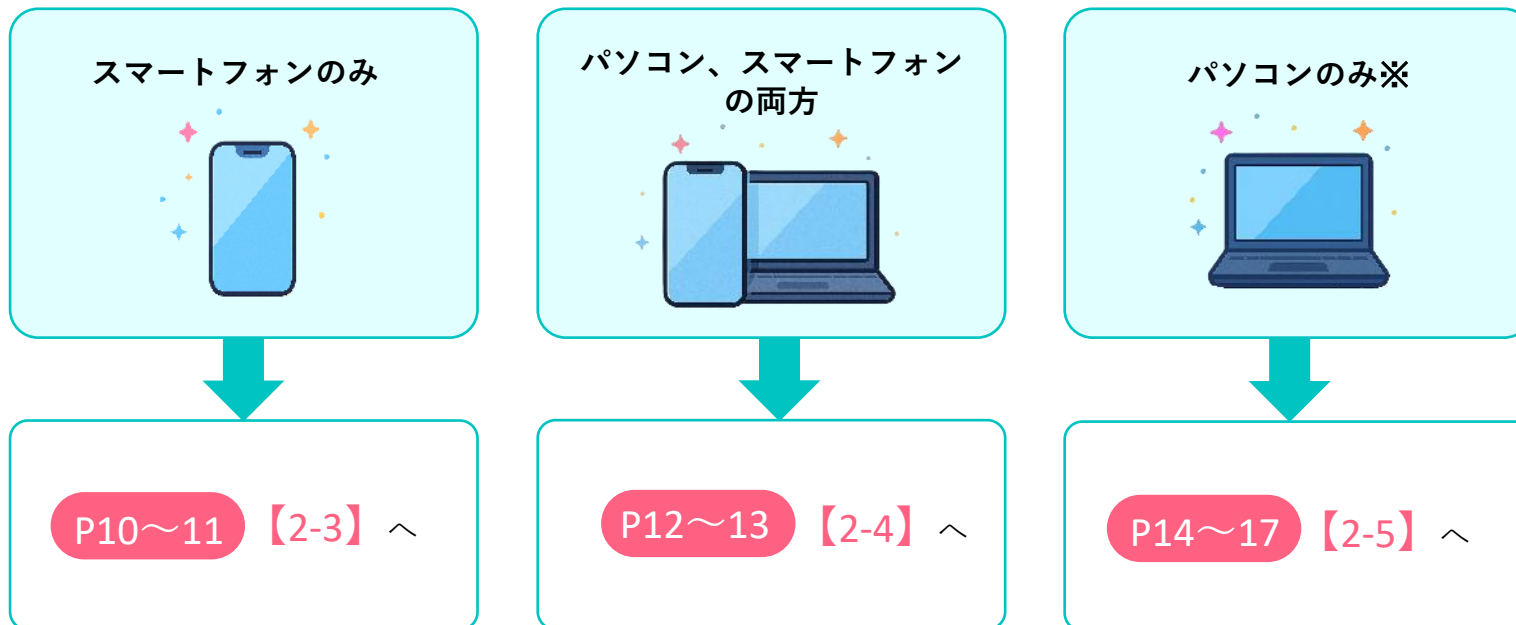 スマートフォンのみ
パソコン、スマートフォン
の両方
パソコンのみ※
P10～11 【2-3】 へ
P12～13 【2-4】 へ
P14～17 【2-5】 へ